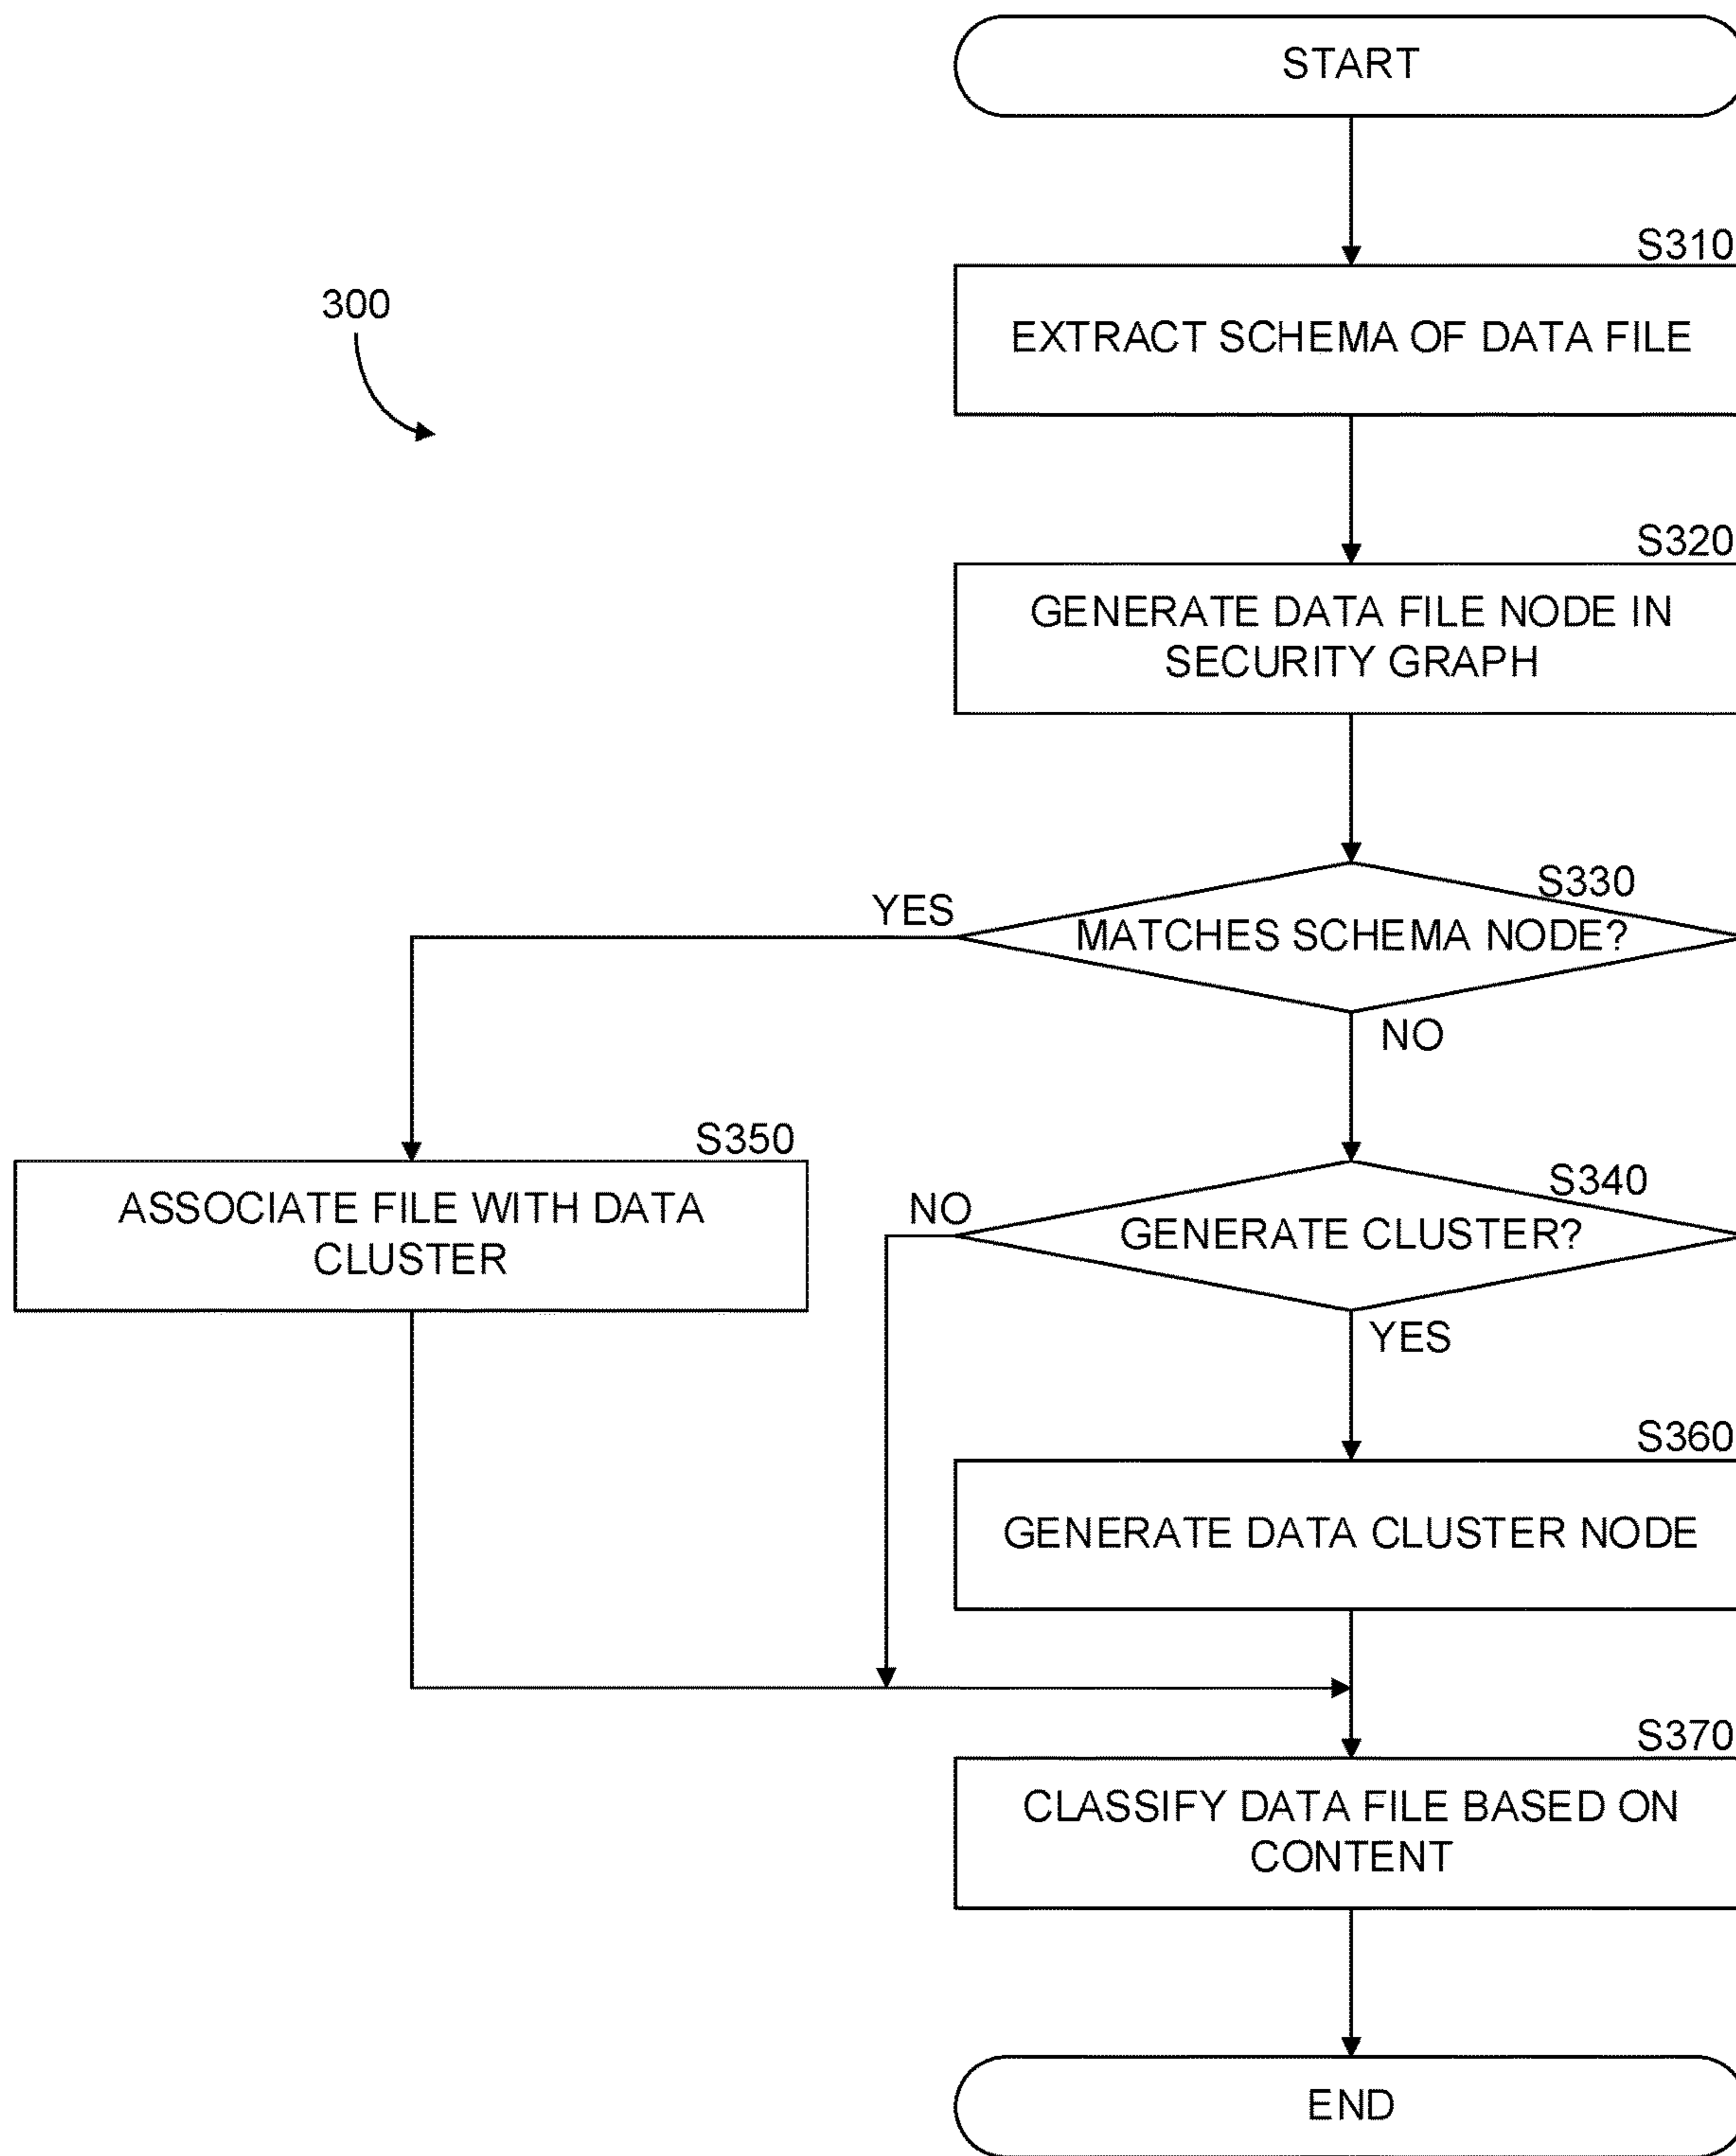 START
S310
300
EXTRACT SCHEMA OF DATA FILE
S320
GENERATE DATA FILE NODE IN
SECURITY GRAPH
S330
YES
MATCHES SCHEMA NODE?
NO
S350
ASSOCIATE FILE WITH DATA
CLUSTER
S340
NO
GENERATE CLUSTER?
YES
S360
GENERATE DATA CLUSTER NODE
S370
CLASSIFY DATA FILE BASED ON
CONTENT
END